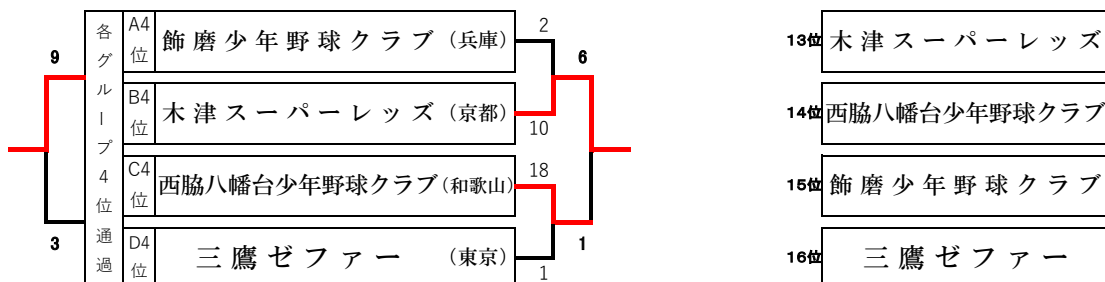 各グループ4位通過
A4位 飾磨少年野球クラブ (兵庫) 2
9 6
B4位 木津スーパーレッズ (京都) 10
C4位 西脇八幡台少年野球クラブ (和歌山) 18
3 1
D4位 三鷹ゼファー (東京) 1
13位 木津スーパーレッズ
14位 西脇八幡台少年野球クラブ
15位 飾磨少年野球クラブ
16位 三鷹ゼファー